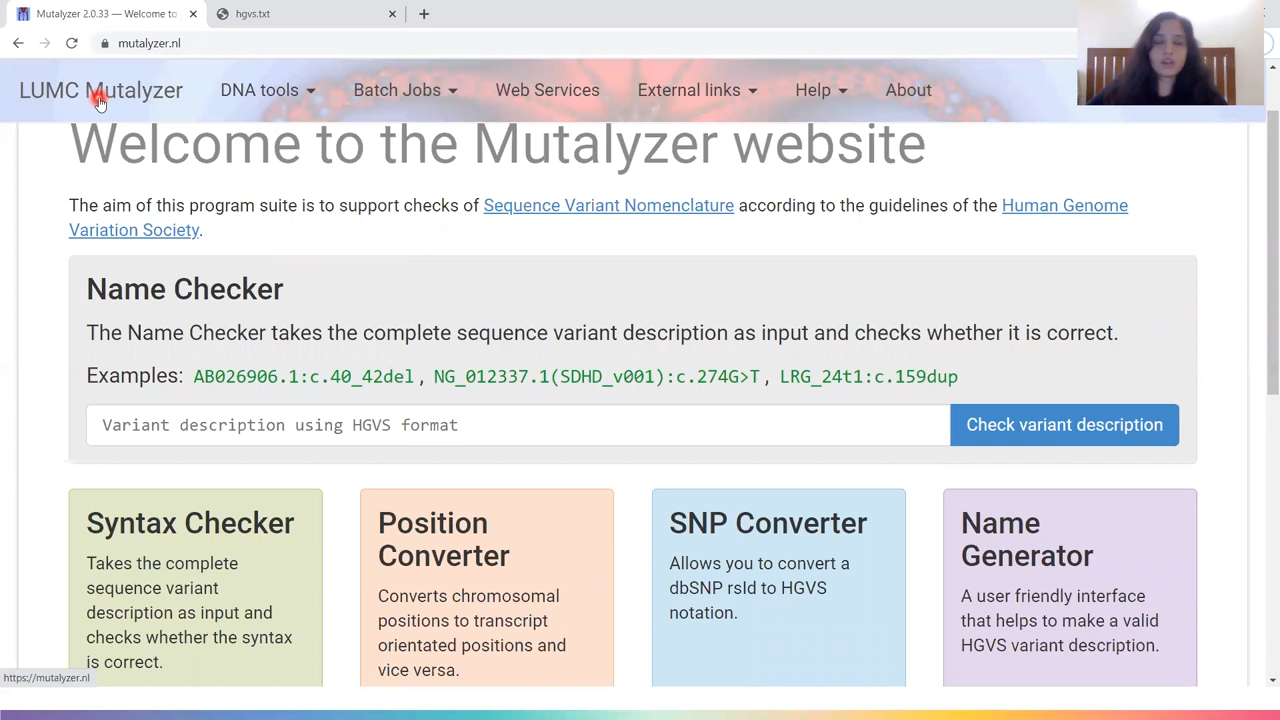 Mutalyzer 2.0.33 — Welcome to
hgvs.txt
mutalyzer.nl
LUMC Mutalyzer
DNA tools
Batch Jobs
Web Services
External links
Help
About
Welcome to the Mutalyzer website
The aim of this program suite is to support checks of Sequence Variant Nomenclature according to the guidelines of the Human Genome
Variation Society.
Name Checker
The Name Checker takes the complete sequence variant description as input and checks whether it is correct.
Examples: AB026906.1:c.40_42del, NG_012337.1(SDHD_v001):c.274G>T, LRG_24t1:c.159dup
Variant description using HGVS format
Check variant description
Syntax Checker
Takes the complete
sequence variant
description as input and
checks whether the syntax
is correct.
Position
Converter
Converts chromosomal
positions to transcript
orientated positions and
vice versa.
SNP Converter
Allows you to convert a
dbSNP rsId to HGVS
notation.
Name
Generator
A user friendly interface
that helps to make a valid
HGVS variant description.
https://mutalyzer.nl